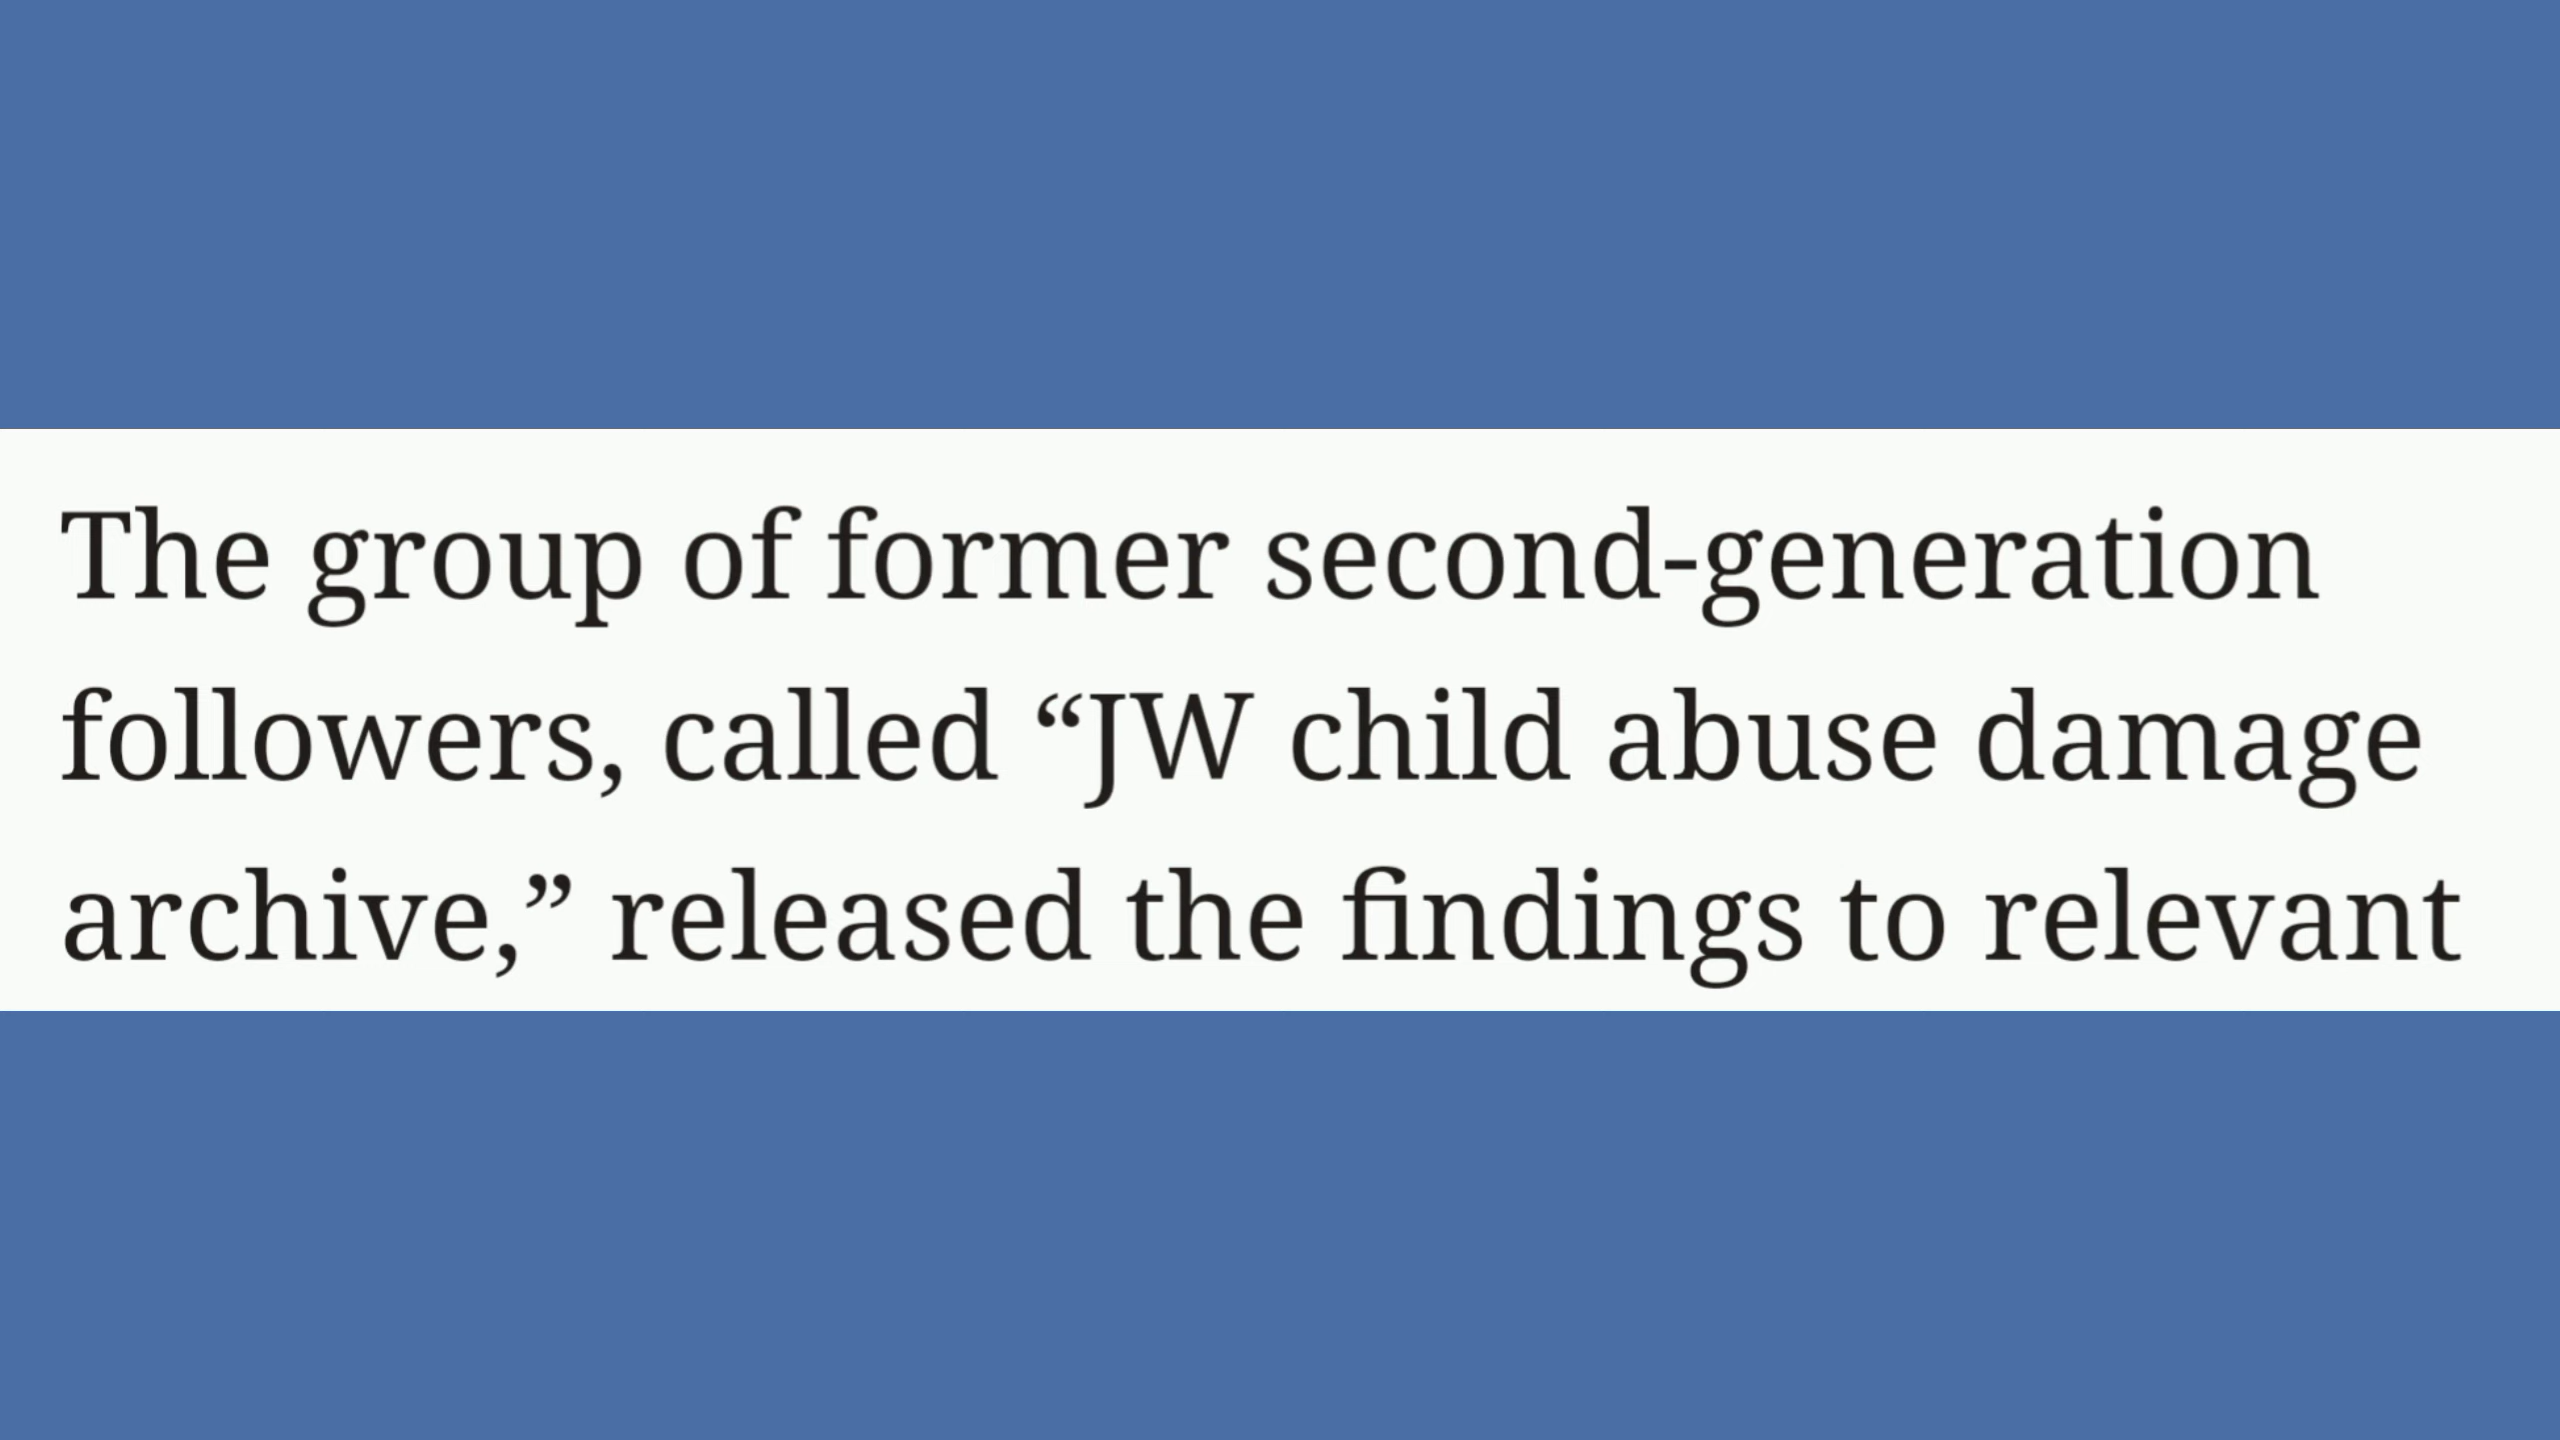 The group of former second-generation
followers, called “JW child abuse damage
archive,” released the findings to relevant